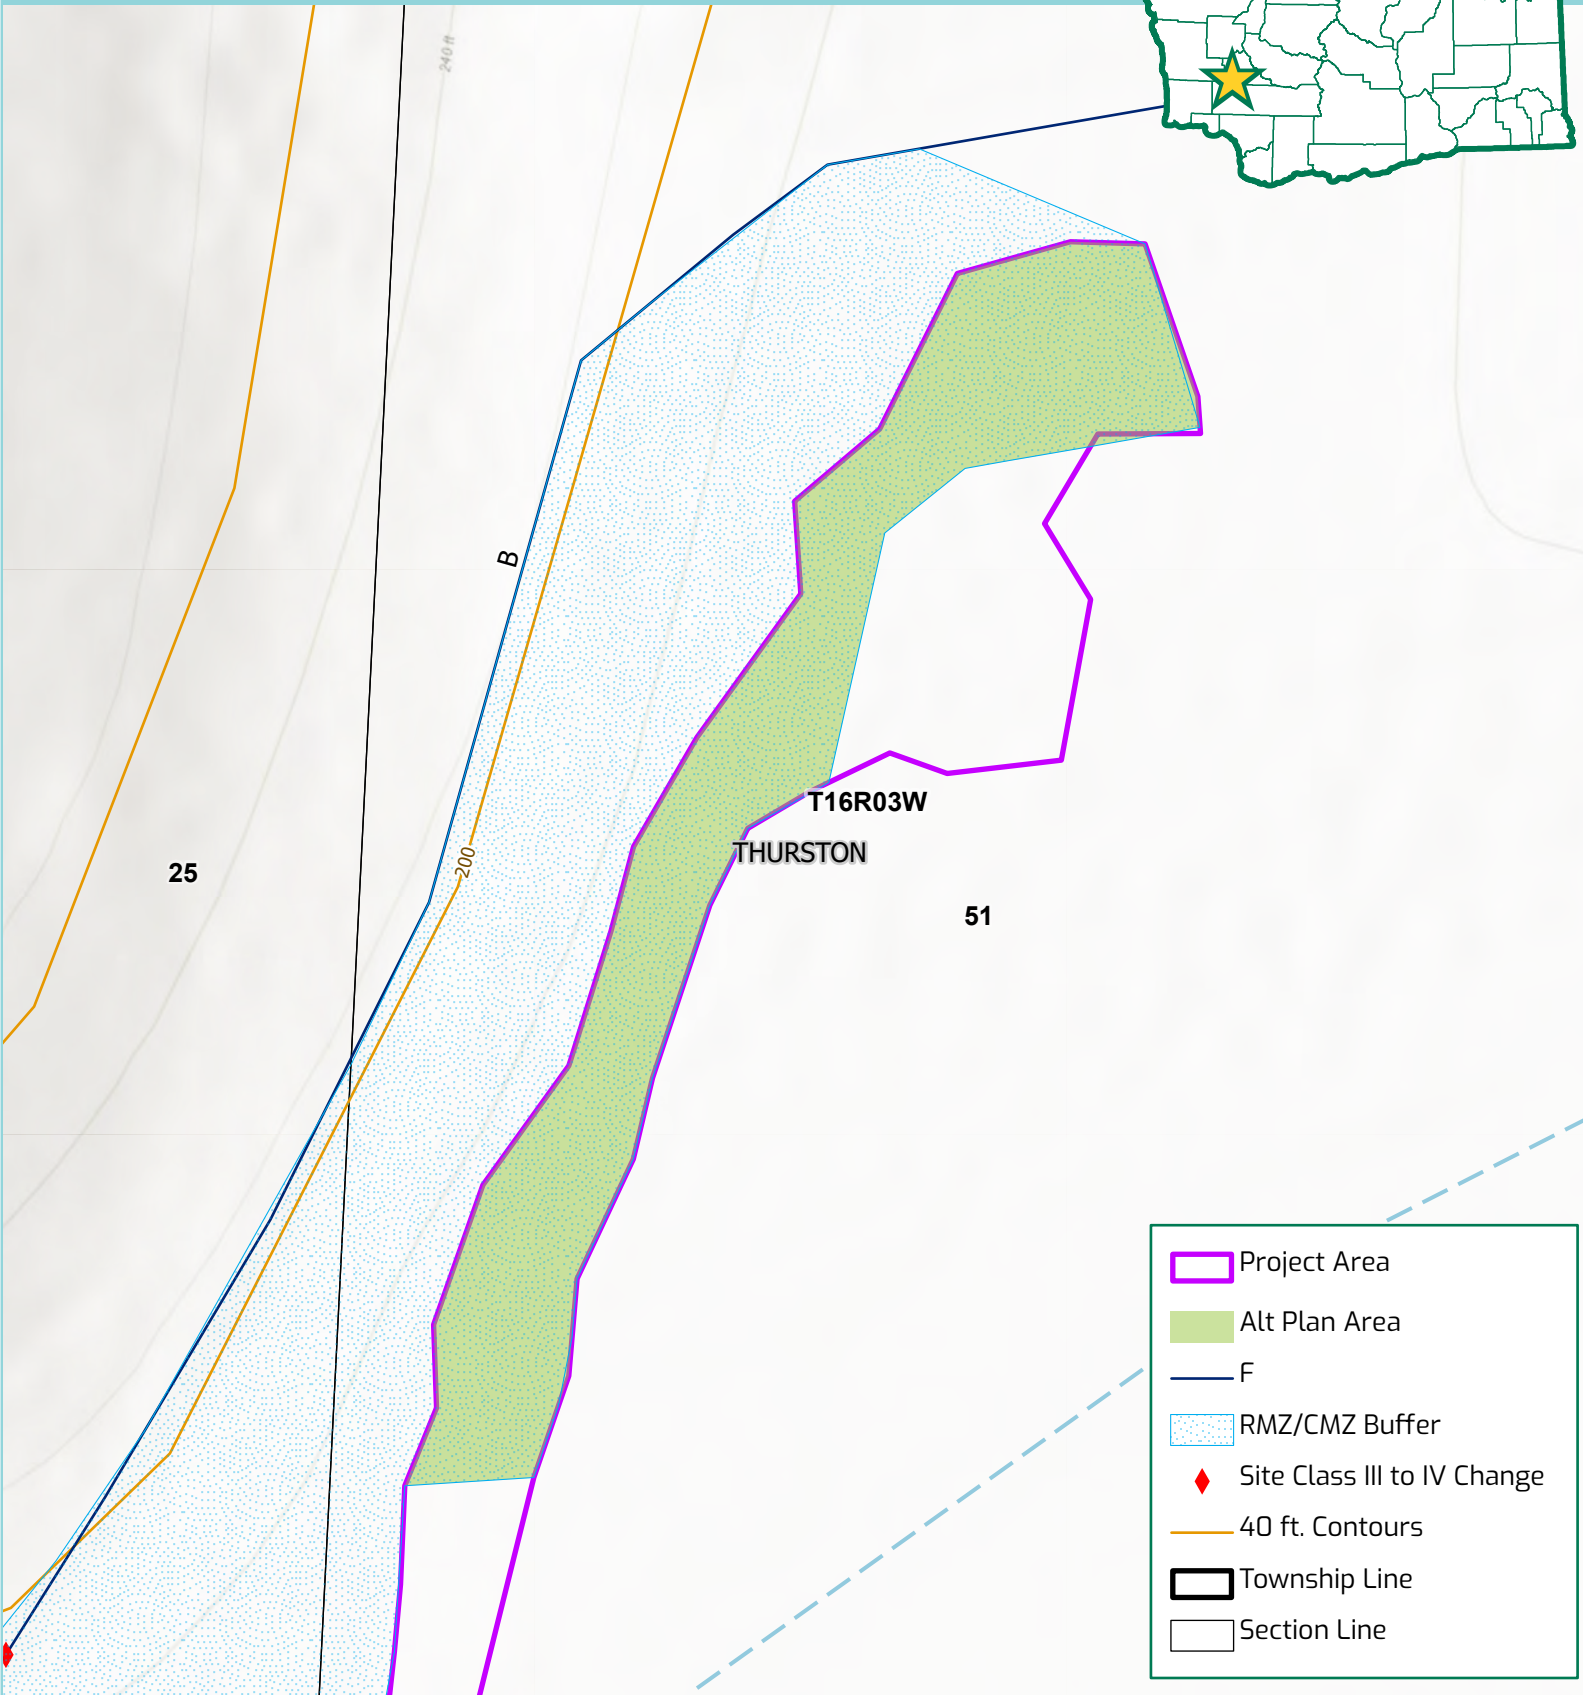 240 ft
B
200
25
T16R03W
THURSTON
51
Project Area
Alt Plan Area
F
RMZ/CMZ Buffer
Site Class III to IV Change
40 ft. Contours
Township Line
Section Line